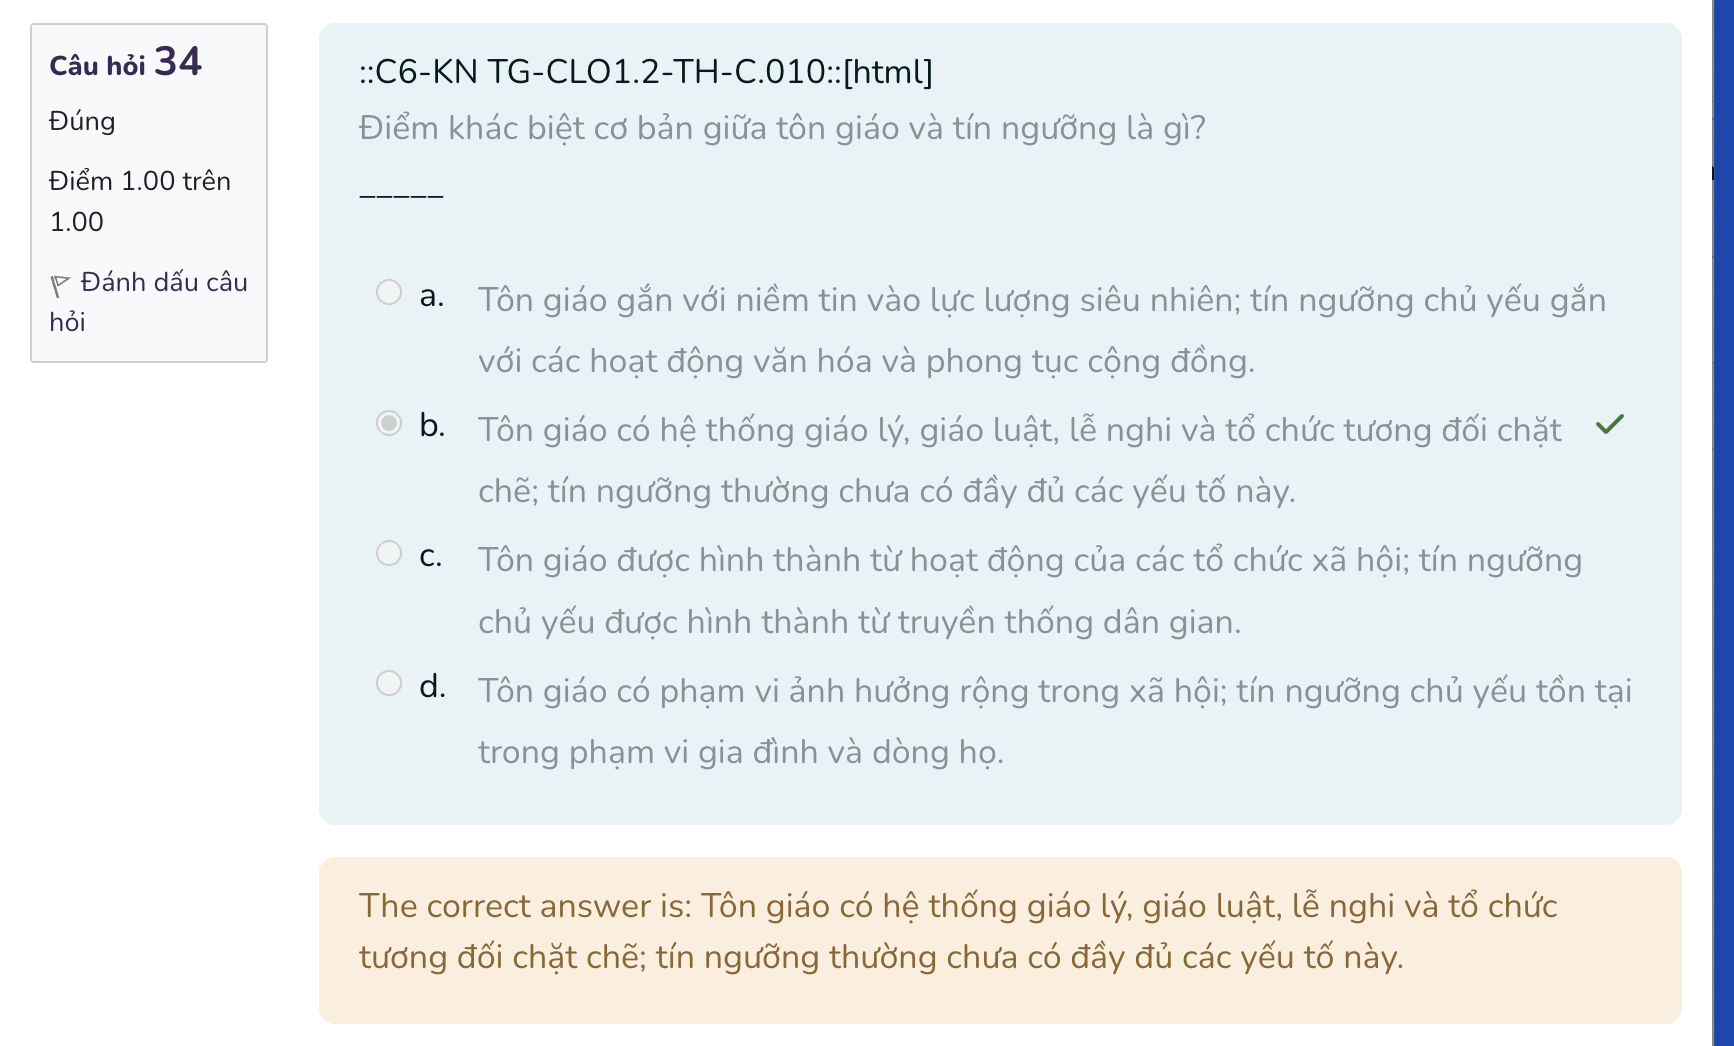 Câu hỏi 34
Đúng
Điểm 1.00 trên
1.00
Đánh dấu câu
hỏi
::C6-KN TG-CLO1.2-TH-C.010::[html]
Điểm khác biệt cơ bản giữa tôn giáo và tín ngưỡng là gì?
_____
a. Tôn giáo gắn với niềm tin vào lực lượng siêu nhiên; tín ngưỡng chủ yếu gắn
với các hoạt động văn hóa và phong tục cộng đồng.
b. Tôn giáo có hệ thống giáo lý, giáo luật, lễ nghi và tổ chức tương đối chặt
chẽ; tín ngưỡng thường chưa có đầy đủ các yếu tố này.
c. Tôn giáo được hình thành từ hoạt động của các tổ chức xã hội; tín ngưỡng
chủ yếu được hình thành từ truyền thống dân gian.
d. Tôn giáo có phạm vi ảnh hưởng rộng trong xã hội; tín ngưỡng chủ yếu tồn tại
trong phạm vi gia đình và dòng họ.
The correct answer is: Tôn giáo có hệ thống giáo lý, giáo luật, lễ nghi và tổ chức
tương đối chặt chẽ; tín ngưỡng thường chưa có đầy đủ các yếu tố này.